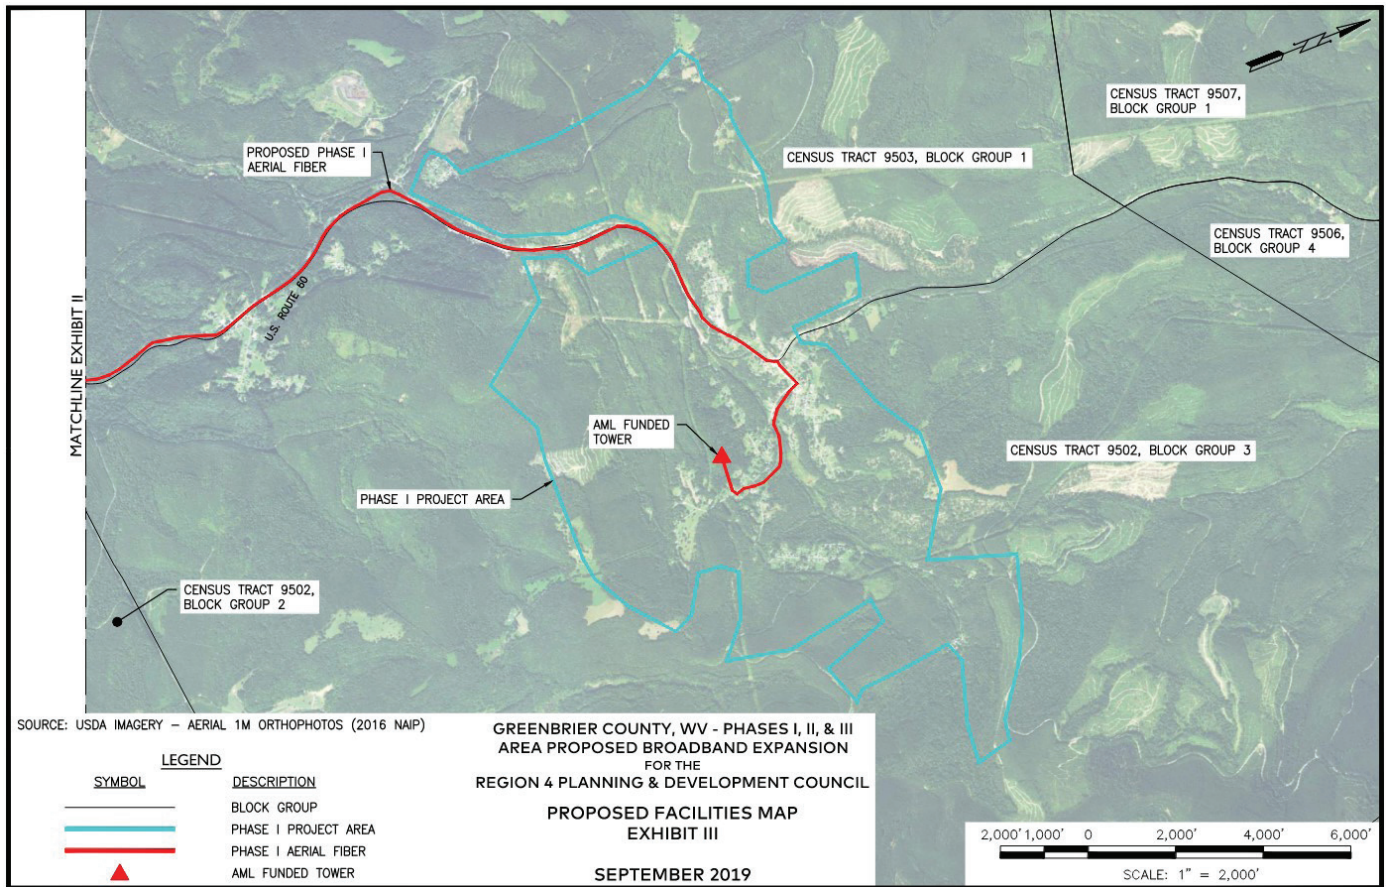 CENSUS TRACT 9507,
BLOCK GROUP 1
PROPOSED PHASE I
AERIAL FIBER
CENSUS TRACT 9503, BLOCK GROUP 1
CENSUS TRACT 9506,
BLOCK GROUP 4
MATCHLINE EXHIBIT II
U.S. ROUTE 60
AML FUNDED
TOWER
CENSUS TRACT 9502, BLOCK GROUP 3
PHASE I PROJECT AREA
CENSUS TRACT 9502,
BLOCK GROUP 2
SOURCE: USDA IMAGERY – AERIAL 1M ORTHOPHOTOS (2016 NAIP)
LEGEND
SYMBOL DESCRIPTION
BLOCK GROUP
PHASE I PROJECT AREA
PHASE I AERIAL FIBER
AML FUNDED TOWER
GREENBRIER COUNTY, WV - PHASES I, II, & III
AREA PROPOSED BROADBAND EXPANSION
FOR THE
REGION 4 PLANNING & DEVELOPMENT COUNCIL
PROPOSED FACILITIES MAP
EXHIBIT III
SEPTEMBER 2019
2,000' 1,000' 0 2,000' 4,000' 6,000'
SCALE: 1" = 2,000'
N